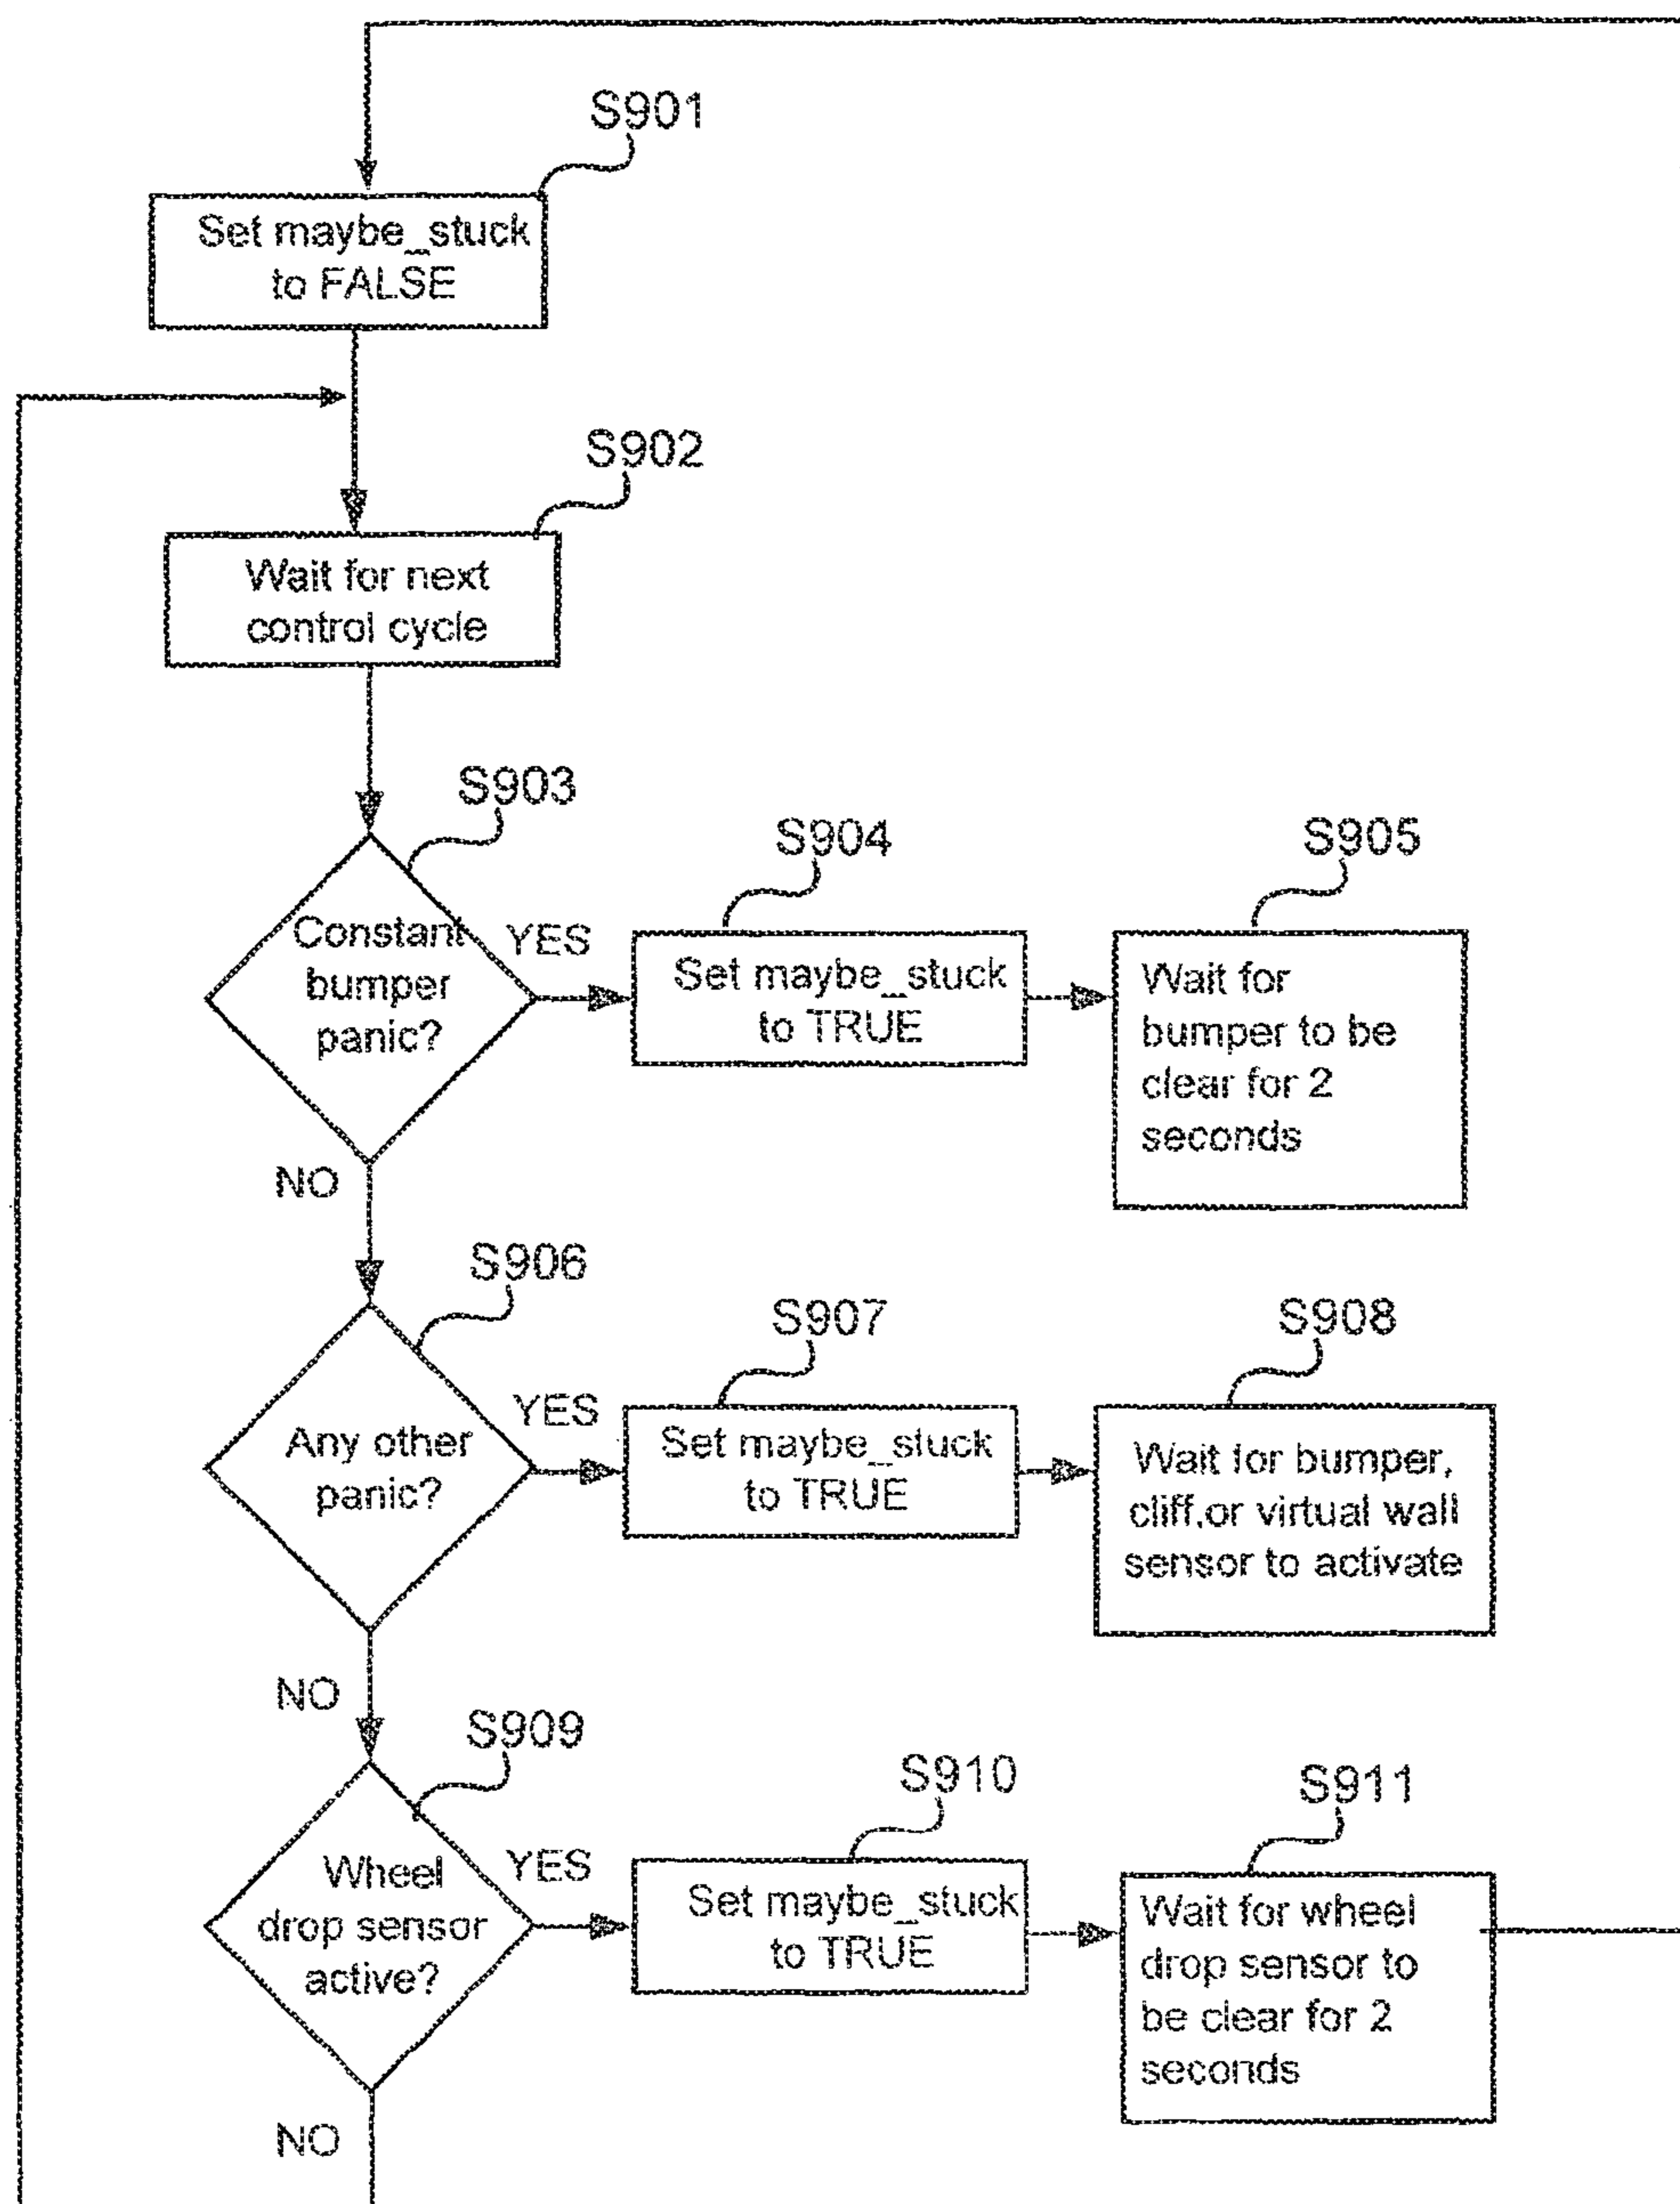 S901
Set maybe_stuck
to FALSE
S902
Wait for next
control cycle
S903
Constant
bumper
panic?
YES
NO
S904
Set maybe_stuck
to TRUE
S905
Wait for
bumper to be
clear for 2
seconds
S906
Any other
panic?
YES
NO
S907
Set maybe_stuck
to TRUE
S908
Wait for bumper,
cliff,or virtual wall
sensor to activate
S909
Wheel
drop sensor
active?
YES
NO
S910
Set maybe_stuck
to TRUE
S911
Wait for wheel
drop sensor to
be clear for 2
seconds